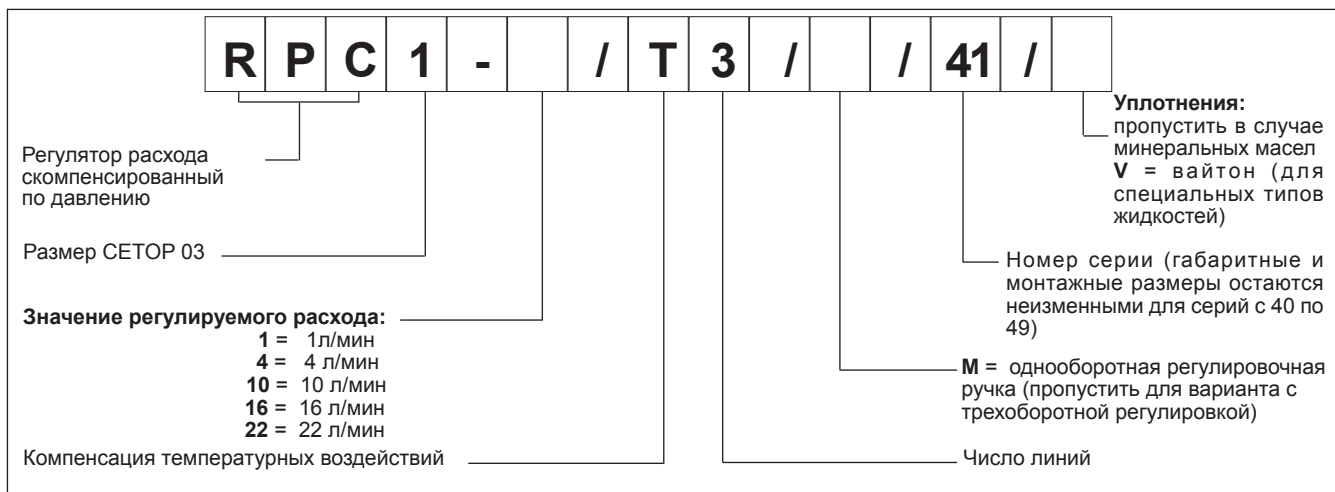 R P C 1 - / T 3 / / 41 /
Регулятор расхода
скомпенсированный
по давлению
Размер CETOP 03
Значение регулируемого расхода:
1 = 1л/мин
4 = 4 л/мин
10 = 10 л/мин
16 = 16 л/мин
22 = 22 л/мин
Компенсация температурных воздействий
Уплотнения:
пропустить в случае
минеральных масел
V = вайтон (для
специальных типов
жидкостей)
Номер серии (габаритные и
монтажные размеры остаются
неизменными для серий с 40 по
49)
М = однооборотная регулировочная
ручка (пропустить для варианта с
трехоборотной регулировкой)
Число линий